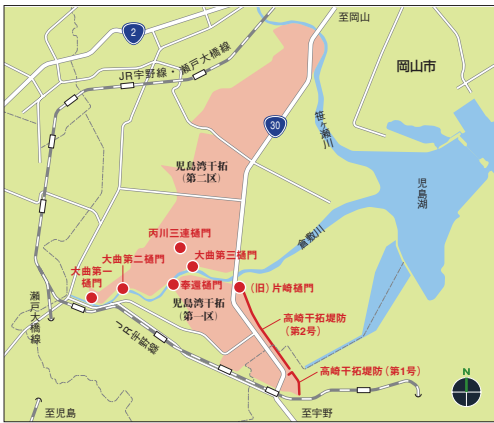 至岡山
2
JR宇野線・瀬戸大橋線
岡山市
30
笹ヶ瀬川
児島湾干拓
(第二区)
児島湖
丙川三連樋門
倉敷川
大曲第三樋門
大曲第二樋門
大曲第一
樋門
奉還樋門
(旧)片崎樋門
児島湾干拓
(第一区)
瀬戸大橋線
高崎干拓堤防
(第2号)
JR宇野線
高崎干拓堤防(第1号)
N
至児島
至宇野